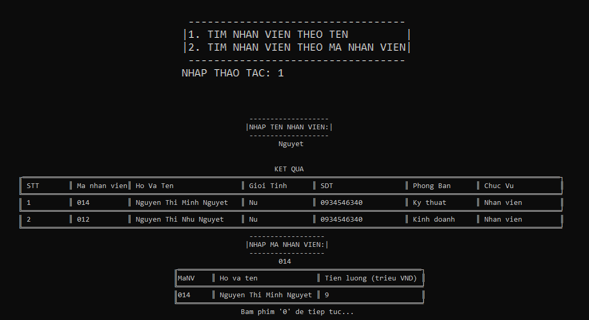 1. TIM NHAN VIEN THEO TEN
2. TIM NHAN VIEN THEO MA NHAN VIEN
NHAP THAO TAC: 1
NHAP TEN NHAN VIEN:
Nguyet
KET QUA
STT Ma nhan vien Ho Va Ten Gioi Tinh SDT Phong Ban Chuc Vu
1 014 Nguyen Thi Minh Nguyet Nu 0934546340 Ky thuat Nhan vien
2 012 Nguyen Thi Nhu Nguyet Nu 0934546340 Kinh doanh Nhan vien
NHAP MA NHAN VIEN:
014
MaNV Ho va ten Tien luong (trieu VND)
014 Nguyen Thi Minh Nguyet 9
Bam phim '0' de tiep tuc...